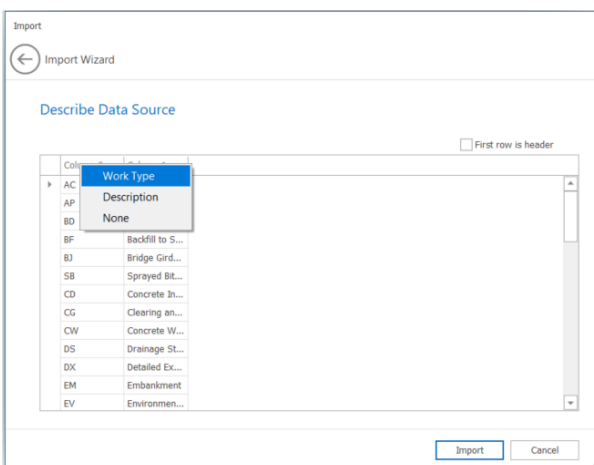 Import
Import Wizard
Describe Data Source
First row is header
Work Type
Description
None
AC
AP
BD
BF Backfill to S...
BJ Bridge Gird...
SB Sprayed Bit...
CD Concrete In...
CG Clearing an...
CW Concrete W...
DS Drainage St...
DX Detailed Ex...
EM Embankment
EV Environmen...
Import Cancel